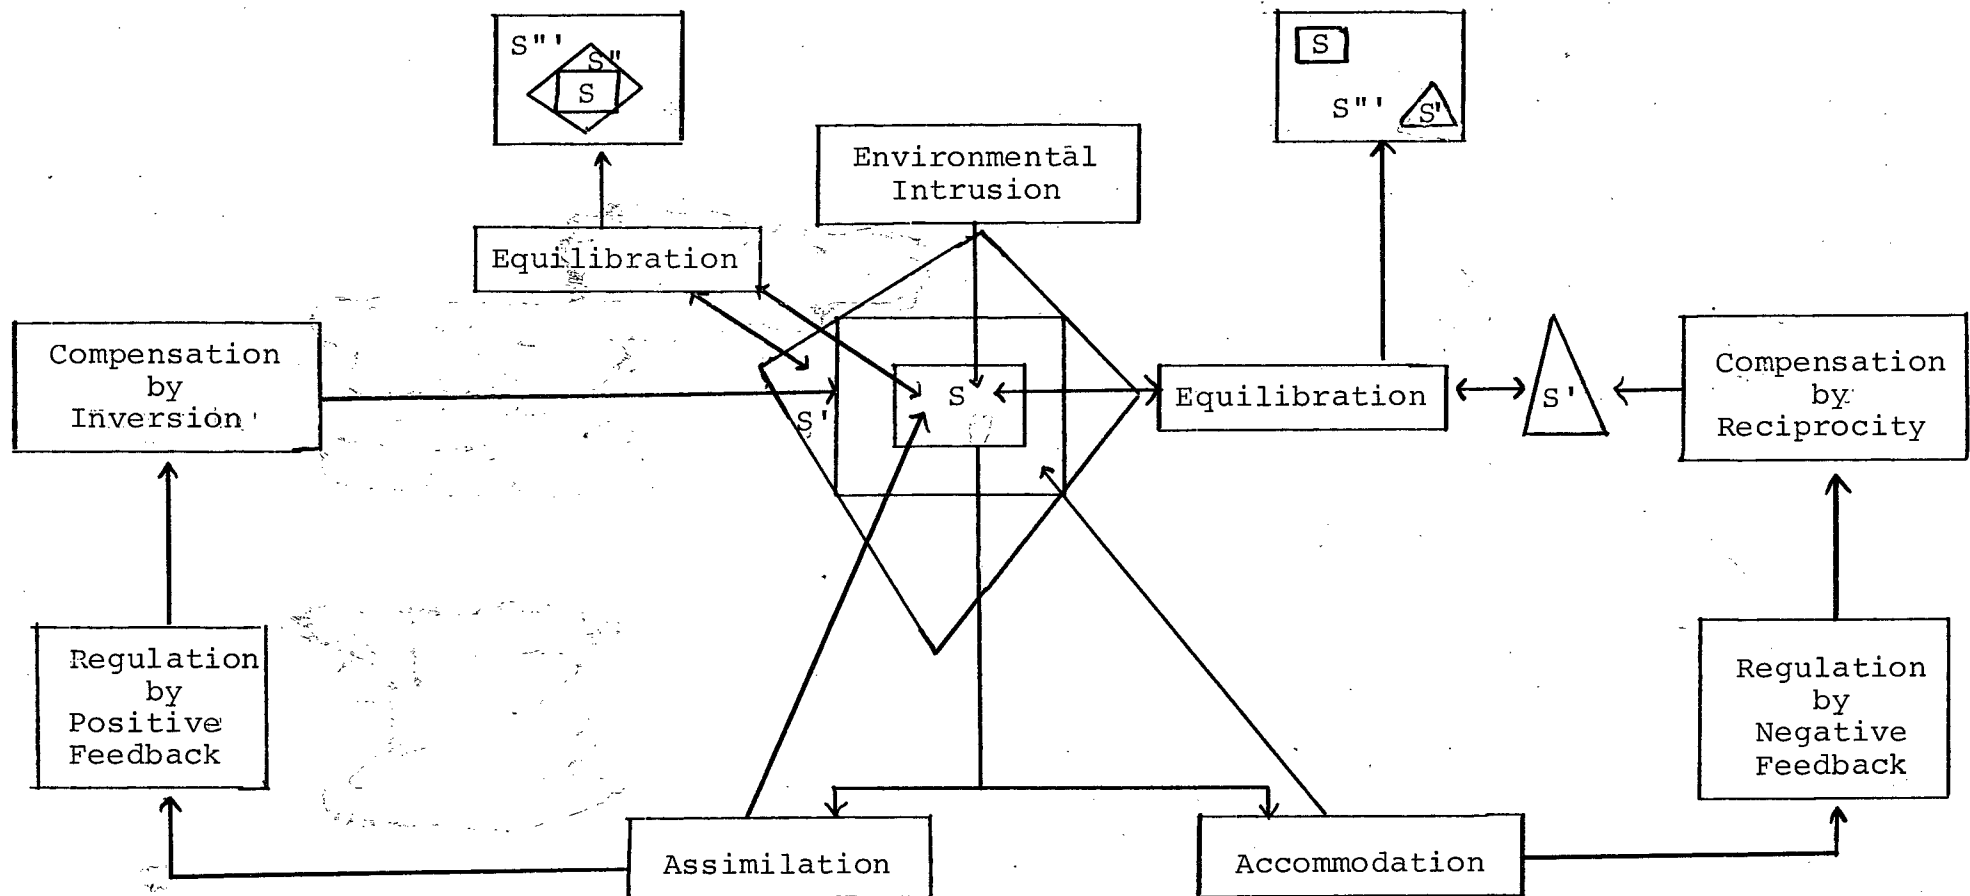 S"'
S"
S
S
S"'
S'
Environmental
Intrusion
Equilibration
Compensation
by
Inversion
S
S'
Equilibration
S'
Compensation
by
Reciprocity
Regulation
by
Positive
Feedback
Regulation
by
Negative
Feedback
Assimilation
Accommodation